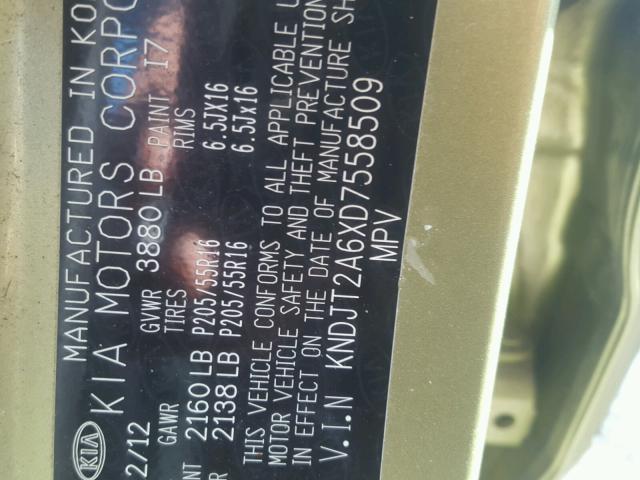 KIA
MANUFACTURED IN KO
KIA MOTORS CORPO
2/12 GVWR 3880 LB PAINT I7
GAWR TIRES RIMS
NT 2160 LB P205/55R16 6.5JX16
R 2138 LB P205/55R16 6.5Jx16
THIS VEHICLE CONFORMS TO ALL APPLICABLE U
MOTOR VEHICLE SAFETY AND THEFT PREVENTION
IN EFFECT ON THE DATE OF MANUFACTURE SH
V.I.N KNDJT2A6XD7558509
MPV